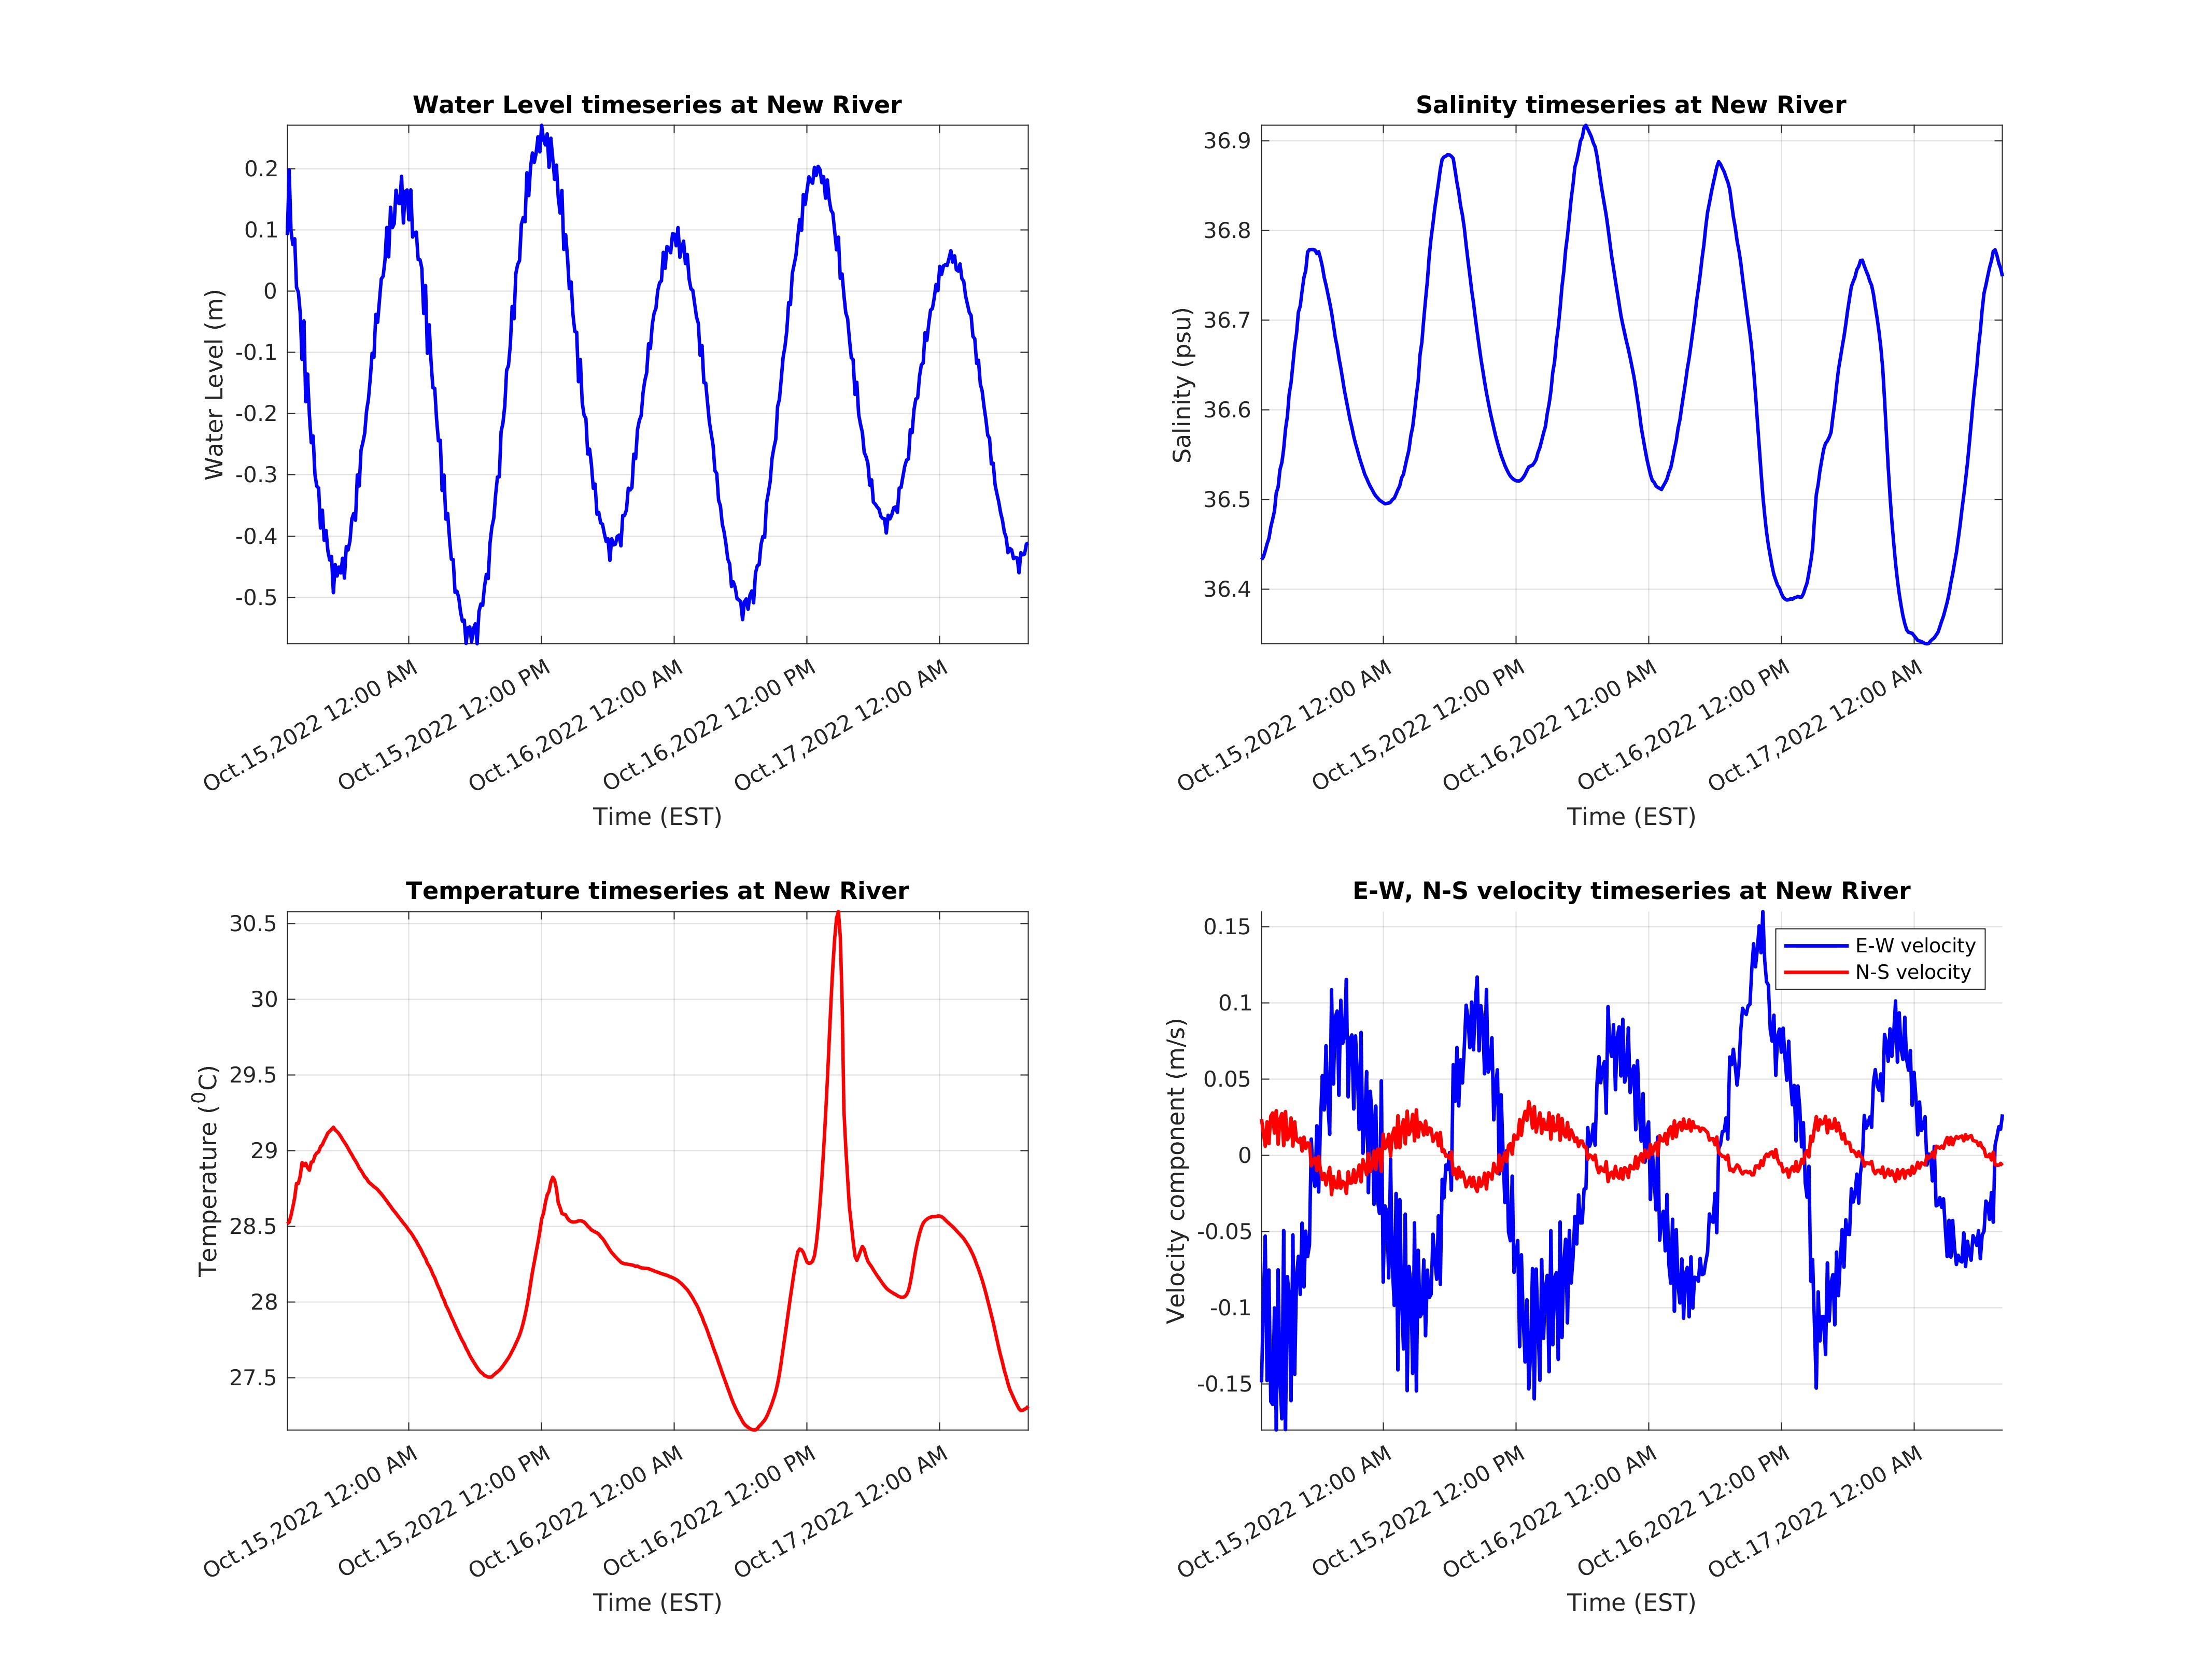 Water Level timeseries at New River
Water Level (m)
0.2
0.1
0
-0.1
-0.2
-0.3
-0.4
-0.5
Oct.15,2022 12:00 AM
Oct.15,2022 12:00 PM
Oct.16,2022 12:00 AM
Oct.16,2022 12:00 PM
Oct.17,2022 12:00 AM
Time (EST)
Salinity timeseries at New River
Salinity (psu)
36.9
36.8
36.7
36.6
36.5
36.4
Oct.15,2022 12:00 AM
Oct.15,2022 12:00 PM
Oct.16,2022 12:00 AM
Oct.16,2022 12:00 PM
Oct.17,2022 12:00 AM
Time (EST)
Temperature timeseries at New River
Temperature (⁰C)
30.5
30
29.5
29
28.5
28
27.5
Oct.15,2022 12:00 AM
Oct.15,2022 12:00 PM
Oct.16,2022 12:00 AM
Oct.16,2022 12:00 PM
Oct.17,2022 12:00 AM
Time (EST)
E-W, N-S velocity timeseries at New River
Velocity component (m/s)
0.15
0.1
0.05
0
-0.05
-0.1
-0.15
E-W velocity
N-S velocity
Oct.15,2022 12:00 AM
Oct.15,2022 12:00 PM
Oct.16,2022 12:00 AM
Oct.16,2022 12:00 PM
Oct.17,2022 12:00 AM
Time (EST)